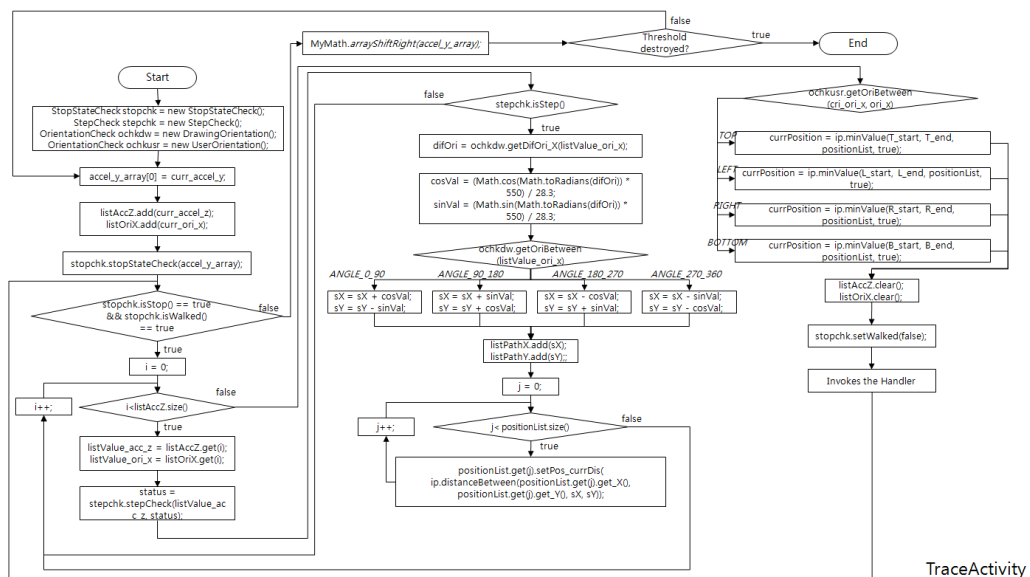 false
MyMath.arrayShiftRight(accel_y_array);
Threshold
destroyed?
true
End
Start
StopStateCheck stopchk = new StopStateCheck();
StepCheck stepchk = new StepCheck();
OrientationCheck ochkdw = new DrawingOrientation();
OrientationCheck ochkusr = new UserOrientation();
accel_y_array[0] = curr_accel_y;
listAccZ.add(curr_accel_z);
listOriX.add(curr_ori_x);
stopchk.stopStateCheck(accel_y_array);
stopchk.isStop() == true
&& stopchk.isWalked()
== true
false
true
i = 0;
i<listAccZ.size()
false
i++;
true
listValue_acc_z = listAccZ.get(i);
listValue_ori_x = listOriX.get(i);
status =
stepchk.stepCheck(listValue_ac
c_z, status);
false
stepchk.isStep()
true
difOri = ochkdw.getDifOri_X(listValue_ori_x);
cosVal = (Math.cos(Math.toRadians(difOri)) *
550) / 28.3;
sinVal = (Math.sin(Math.toRadians(difOri)) *
550) / 28.3;
ochkdw.getOriBetween
(listValue_ori_x)
ANGLE_0_90
ANGLE_90_180
ANGLE_180_270
ANGLE_270_360
sX = sX + cosVal;
sY = sY - sinVal;
sX = sX + sinVal;
sY = sY + cosVal;
sX = sX - cosVal;
sY = sY + sinVal;
sX = sX - sinVal;
sY = sY - cosVal;
listPathX.add(sX);
listPathY.add(sY);;
j = 0;
j< positionList.size()
false
j++;
true
positionList.get(j).setPos_currDis(
ip.distanceBetween(positionList.get(j).get_X(),
positionList.get(j).get_Y(), sX, sY));
ochkusr.getOriBetween
(cri_ori_x, ori_x)
TOP
currPosition = ip.minValue(T_start, T_end,
positionList, true);
LEFT
currPosition = ip.minValue(L_start, L_end, positionList,
true);
RIGHT
currPosition = ip.minValue(R_start, R_end,
positionList, true);
BOTTOM
currPosition = ip.minValue(B_start, B_end,
positionList, true);
listAccZ.clear();
listOriX.clear();
stopchk.setWalked(false);
Invokes the Handler
TraceActivity